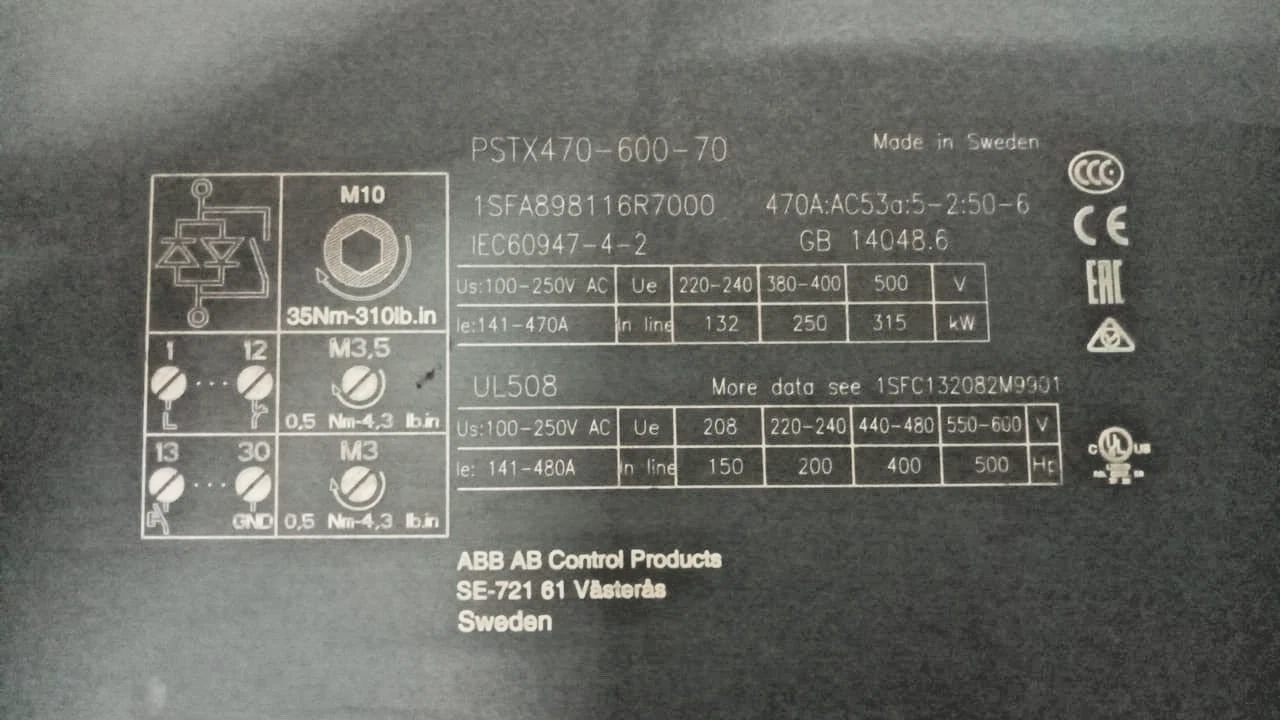 PSTX470-600-70 Made in Sweden
1SFA898116R7000 470A:AC53a:5-2:50-6
IEC60947-4-2 GB 14048.6
Us:100-250V AC Ue 220-240 380-400 500 V
Ie:141-470A In line 132 250 315 kW
UL508 More data see 1SFC132082M9901
Us:100-250V AC Ue 208 220-240 440-480 550-600 V
Ie: 141-480A In line 150 200 400 500 Hp
M10
35Nm-310lb.in
1 12 M3,5
0,5 Nm-4,3 lb.in
13 30 M3
GND 0,5 Nm-4,3 lb.in
ABB AB Control Products
SE-721 61 Västerås
Sweden
CCC
CE
EAC
c UL US